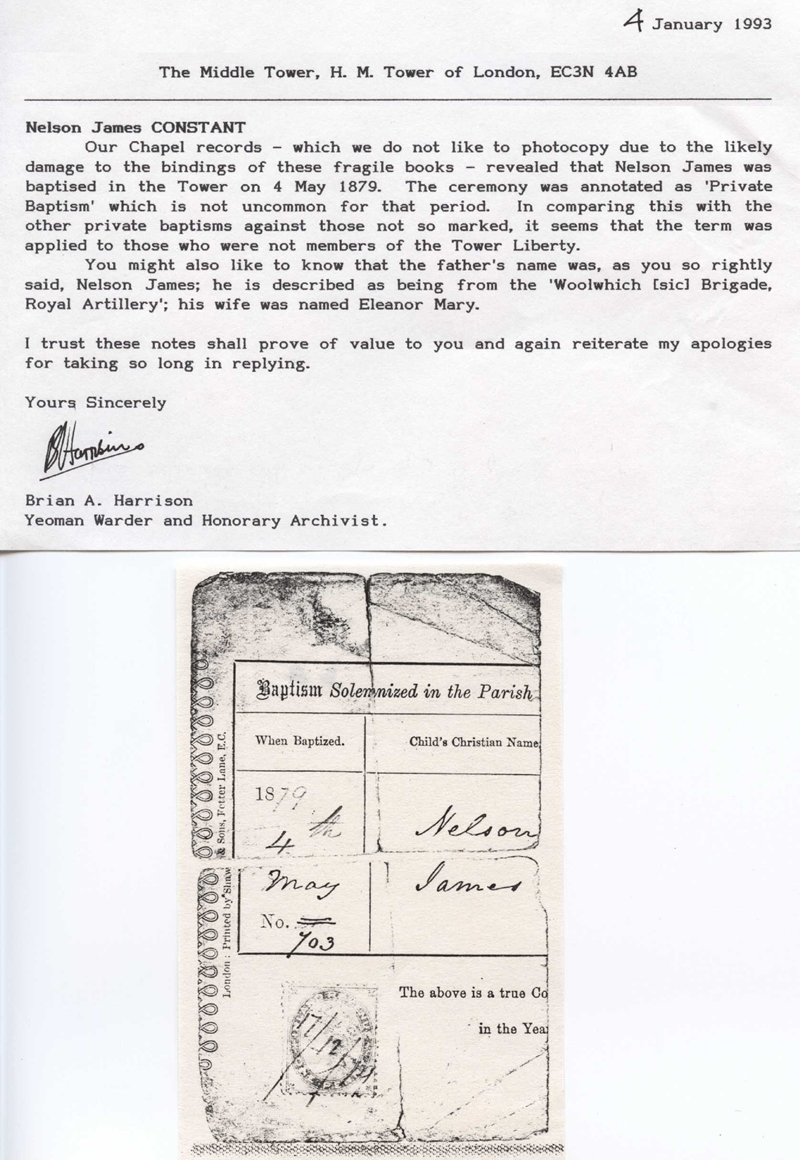 4 January 1993
The Middle Tower, H. M. Tower of London, EC3N 4AB
Nelson James CONSTANT
Our Chapel records - which we do not like to photocopy due to the likely
damage to the bindings of these fragile books - revealed that Nelson James was
baptised in the Tower on 4 May 1879. The ceremony was annotated as 'Private
Baptism' which is not uncommon for that period. In comparing this with the
other private baptisms against those not so marked, it seems that the term was
applied to those who were not members of the Tower Liberty.
You might also like to know that the father's name was, as you so rightly
said, Nelson James; he is described as being from the 'Woolwhich [sic] Brigade,
Royal Artillery'; his wife was named Eleanor Mary.
I trust these notes shall prove of value to you and again reiterate my apologies
for taking so long in replying.
Yours Sincerely
Brian A. Harrison
Yeoman Warder and Honorary Archivist.
Baptism Solemnized in the Parish
When Baptized.
Child's Christian Name
1879
4th
May
No.
703
Nelson
James
London: Printed by Shaw & Sons, Fetter Lane, E.C.
The above is a true Co
in the Yea
17/12/79